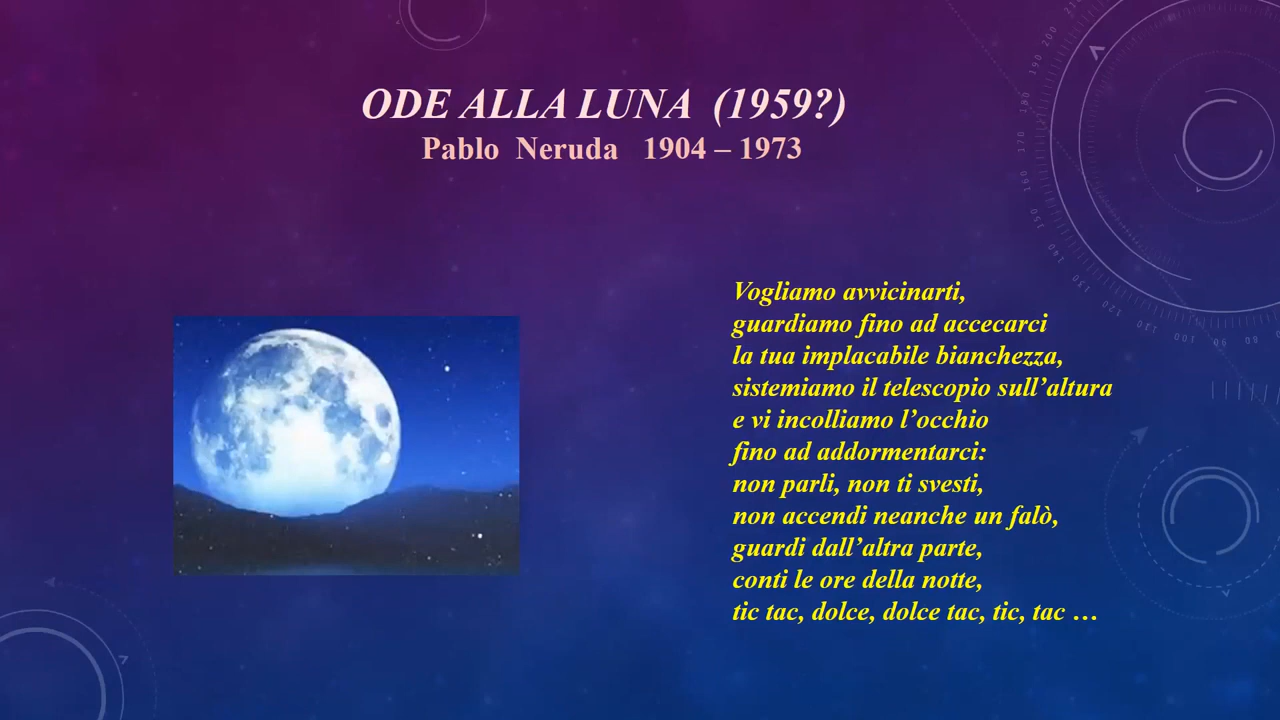 ODE ALLA LUNA (1959?)
Pablo Neruda 1904 – 1973
Vogliamo avvicinarti,
guardiamo fino ad accecarci
la tua implacabile bianchezza,
sistemiamo il telescopio sull’altura
e vi incolliamo l’occhio
fino ad addormentarci:
non parli, non ti svesti,
non accendi neanche un falò,
guardi dall’altra parte,
conti le ore della notte,
tic tac, dolce, dolce tac, tic, tac …